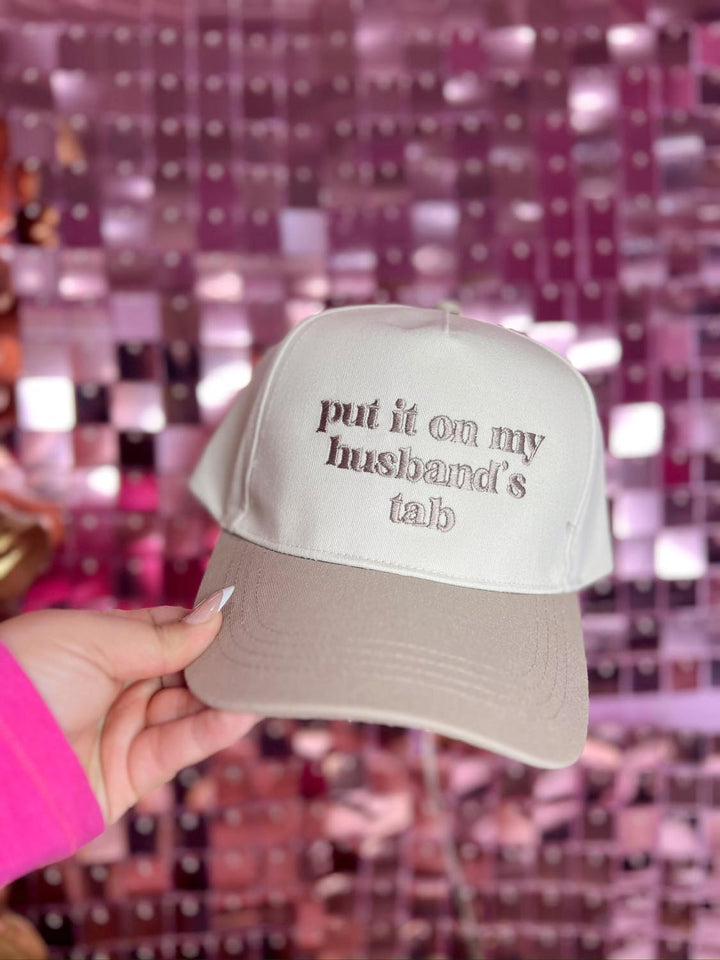 put it on my
husband's
tab